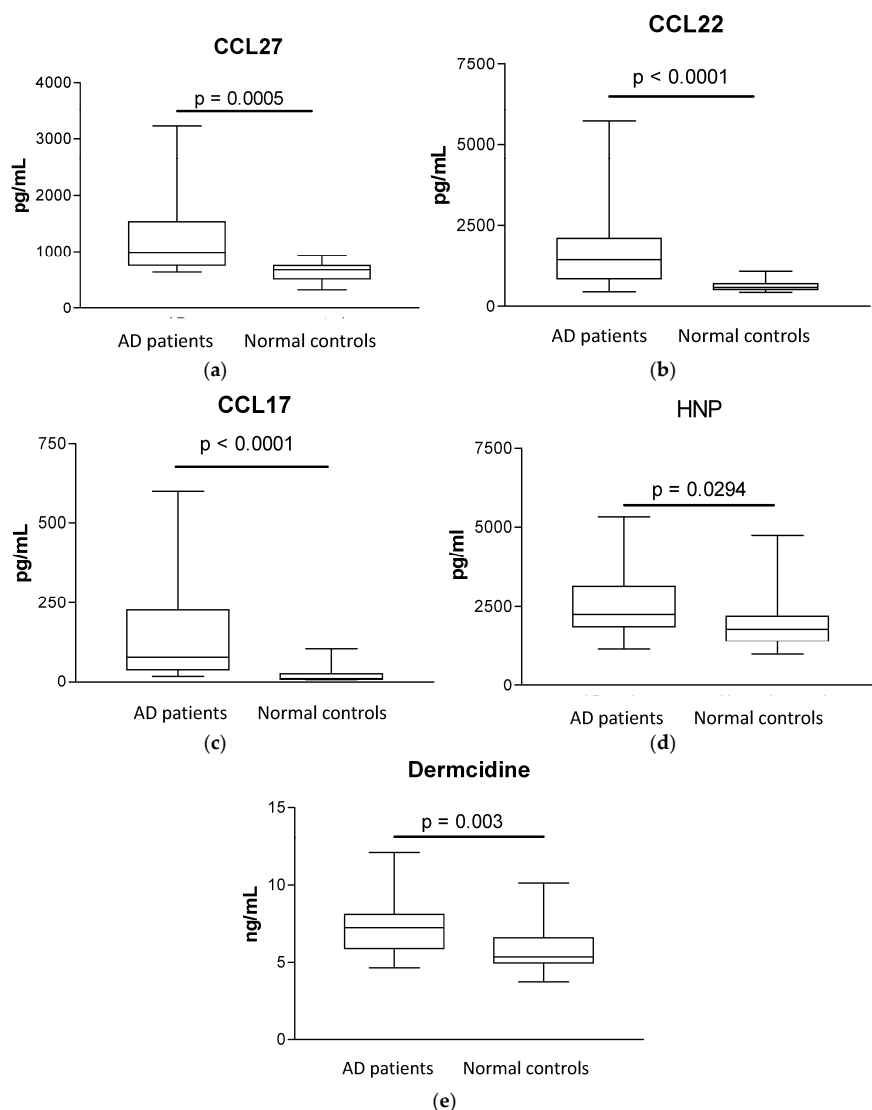 CCL27
4000
p = 0.0005
3000
2000
1000
0
pg/mL
AD patients Normal controls
(a)
CCL22
7500
p < 0.0001
5000
2500
0
pg/mL
AD patients Normal controls
(b)
CCL17
750
p < 0.0001
500
250
0
pg/mL
AD patients Normal controls
(c)
HNP
7500
p = 0.0294
5000
2500
0
pg/ml
AD patients Normal controls
(d)
Dermcidine
15
p = 0.003
10
5
0
ng/mL
AD patients Normal controls
(e)